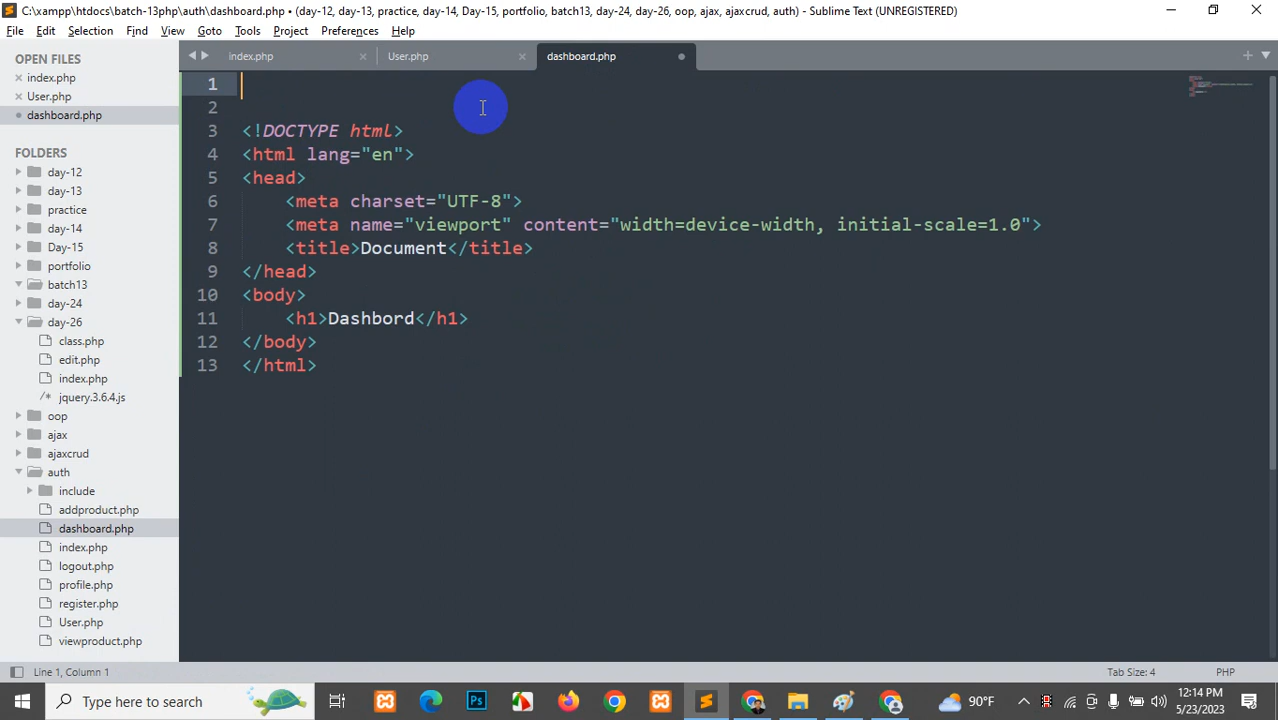 C:\xampp\htdocs\batch-13php\auth\dashboard.php • (day-12, day-13, practice, day-14, Day-15, portfolio, batch13, day-24, day-26, oop, ajax, ajaxcrud, auth) - Sublime Text (UNREGISTERED)
File Edit Selection Find View Goto Tools Project Preferences Help
OPEN FILES
index.php
User.php
dashboard.php
FOLDERS
day-12
day-13
practice
day-14
Day-15
portfolio
batch13
day-24
day-26
class.php
edit.php
index.php
/* jquery.3.6.4.js
oop
ajax
ajaxcrud
auth
include
addproduct.php
dashboard.php
index.php
logout.php
profile.php
register.php
User.php
viewproduct.php
index.php User.php dashboard.php
1
2
3 <!DOCTYPE html>
4 <html lang="en">
5 <head>
6 <meta charset="UTF-8">
7 <meta name="viewport" content="width=device-width, initial-scale=1.0">
8 <title>Document</title>
9 </head>
10 <body>
11 <h1>Dashbord</h1>
12 </body>
13 </html>
Line 1, Column 1 Tab Size: 4 PHP
Type here to search
Ps
90°F
12:14 PM
5/23/2023